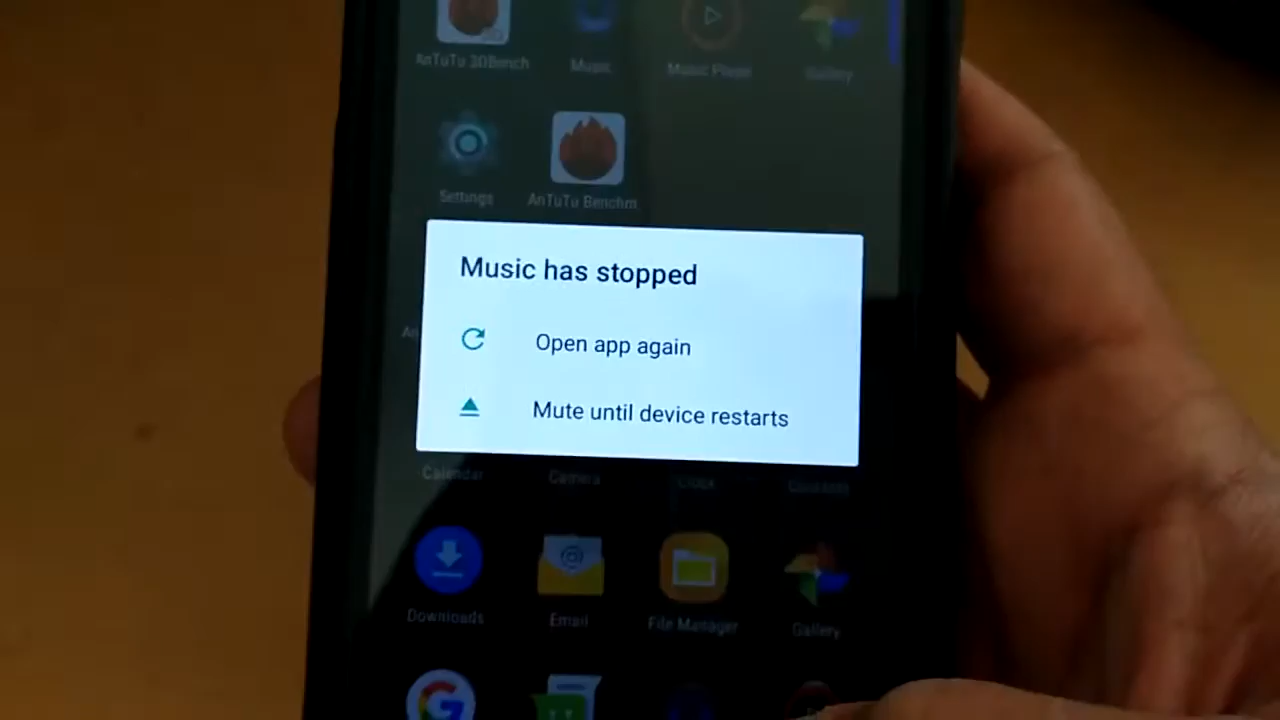 AnTuTu 3DBench
Music
Music Player
Gallery
Settings
AnTuTu Benchm
Music has stopped
Open app again
Mute until device restarts
Calendar
Camera
Clock
Downloads
Email
File Manager
Gallery